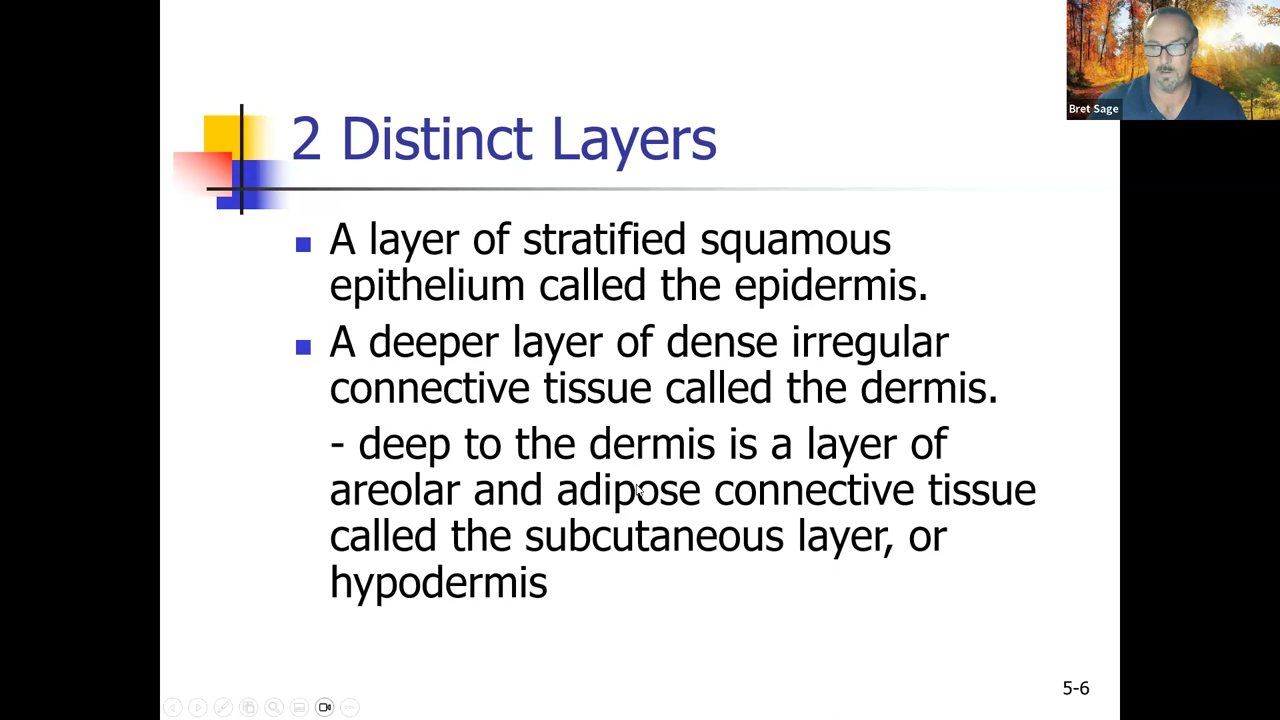 Bret Sage
2 Distinct Layers
A layer of stratified squamous
epithelium called the epidermis.
A deeper layer of dense irregular
connective tissue called the dermis.
- deep to the dermis is a layer of
areolar and adipose connective tissue
called the subcutaneous layer, or
hypodermis
5-6